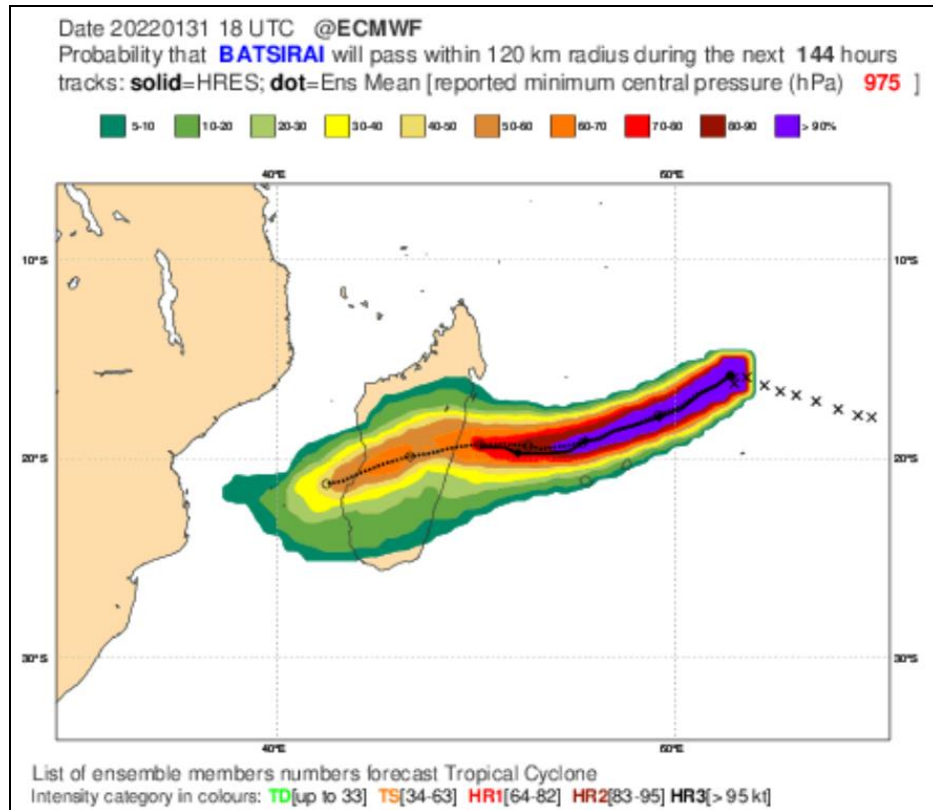 Date 20220131 18 UTC @ECMWF
Probability that BATSIRAI will pass within 120 km radius during the next 144 hours
tracks: solid=HRES; dot=Ens Mean [reported minimum central pressure (hPa) 975 ]
5-10 10-20 20-30 30-40 40-50 50-60 60-70 70-80 80-90 > 90%
40°E 60°E
10°S 10°S
20°S 20°S
30°S 30°S
40°E 60°E
List of ensemble members numbers forecast Tropical Cyclone
Intensity category in colours: TD[up to 33] TS[34-63] HR1[64-82] HR2[83-95] HR3[> 95 kt]